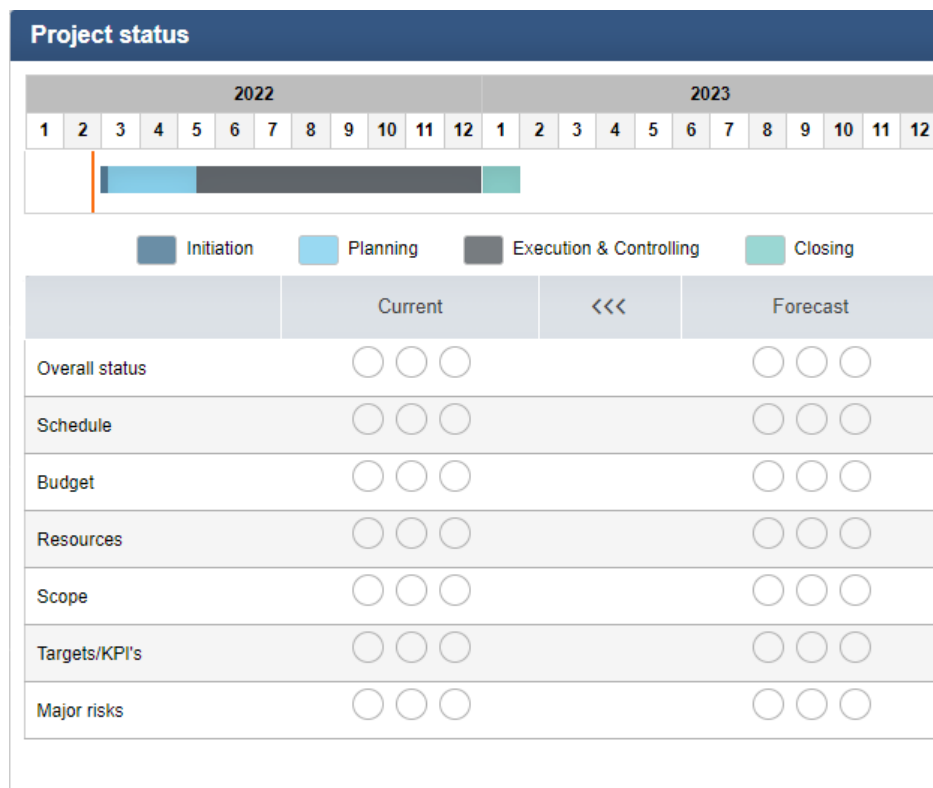 Project status
2022 2023
1 2 3 4 5 6 7 8 9 10 11 12 1 2 3 4 5 6 7 8 9 10 11 12
Initiation Planning Execution & Controlling Closing
Current <<< Forecast
Overall status
Schedule
Budget
Resources
Scope
Targets/KPI's
Major risks